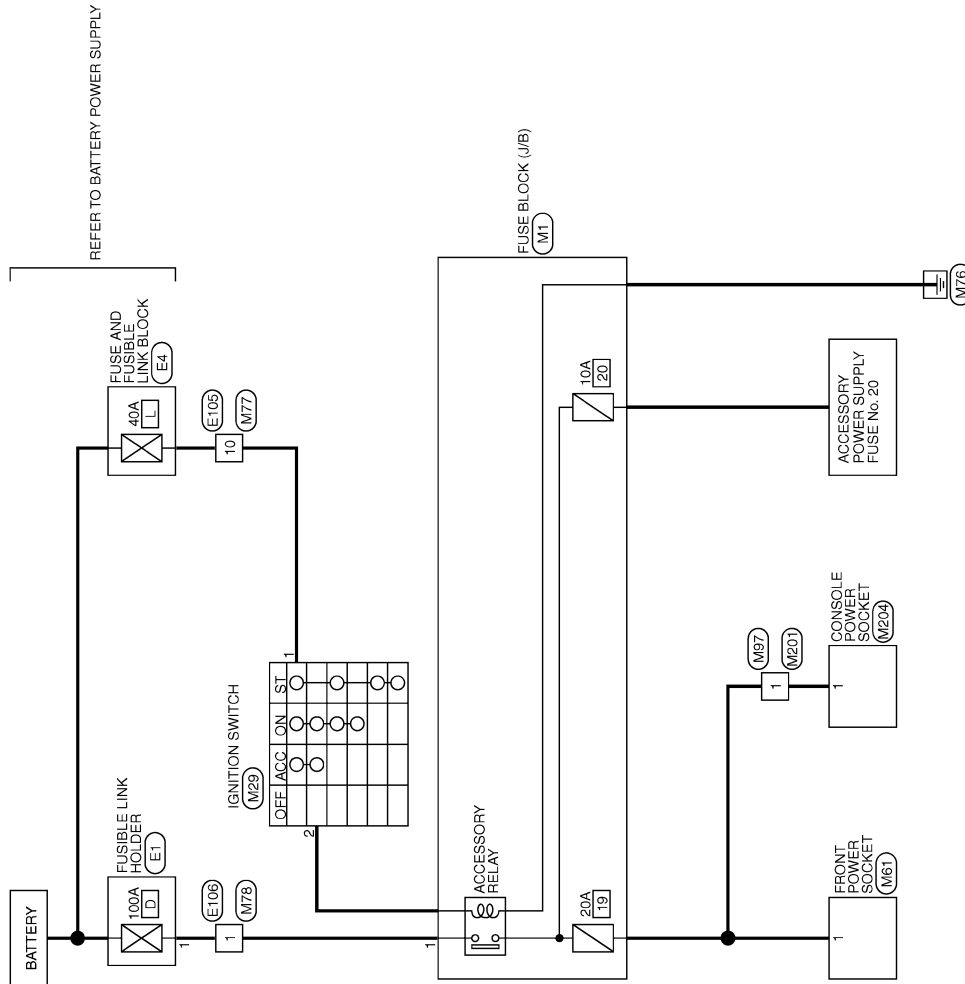 REFER TO BATTERY POWER SUPPLY
BATTERY
FUSIBLE LINK
HOLDER
E1
100A
D
1
E106
1
M78
FUSE AND
FUSIBLE
LINK BLOCK
E4
40A
L
E105
10
M77
IGNITION SWITCH
M29
OFF
ACC
ON
ST
1
2
FUSE BLOCK (J/B)
M1
1
ACCESSORY
RELAY
20A
19
10A
20
M97
1
M201
FRONT
POWER
SOCKET
M61
1
CONSOLE
POWER
SOCKET
M204
1
ACCESSORY
POWER SUPPLY
FUSE No. 20
M76